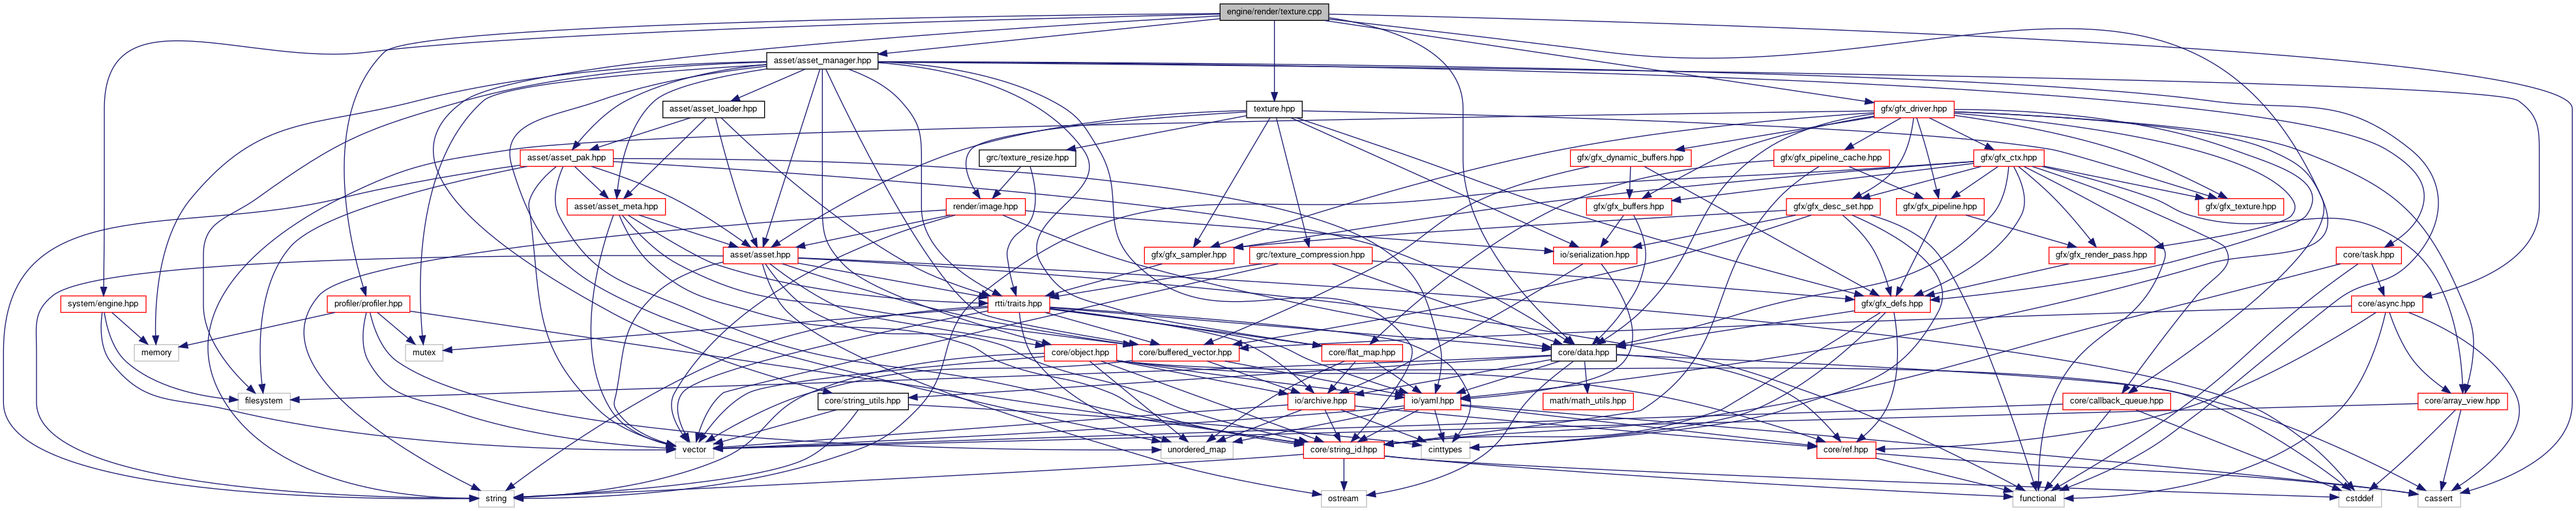 engine/render/texture.cpp
asset/asset_manager.hpp
asset/asset_loader.hpp
texture.hpp
gfx/gfx_driver.hpp
asset/asset_pak.hpp
grc/texture_resize.hpp
gfx/gfx_dynamic_buffers.hpp
gfx/gfx_pipeline_cache.hpp
gfx/gfx_ctx.hpp
asset/asset_meta.hpp
render/image.hpp
gfx/gfx_buffers.hpp
gfx/gfx_desc_set.hpp
gfx/gfx_pipeline.hpp
gfx/gfx_texture.hpp
asset/asset.hpp
gfx/gfx_sampler.hpp
grc/texture_compression.hpp
io/serialization.hpp
gfx/gfx_render_pass.hpp
core/task.hpp
system/engine.hpp
profiler/profiler.hpp
rtti/traits.hpp
gfx/gfx_defs.hpp
core/async.hpp
memory
mutex
core/object.hpp
core/buffered_vector.hpp
core/flat_map.hpp
core/data.hpp
filesystem
core/string_utils.hpp
io/archive.hpp
io/yaml.hpp
math/math_utils.hpp
core/callback_queue.hpp
core/array_view.hpp
vector
unordered_map
core/string_id.hpp
cinttypes
core/ref.hpp
string
ostream
functional
cstddef
cassert